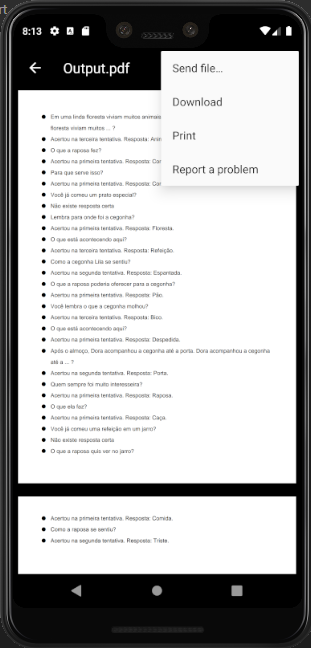 rt
8:13
Output.pdf
Send file...
Download
Print
Report a problem
Em uma linda floresta viviam muitos animais
floresta viviam muitos ... ?
Acertou na terceira tentativa. Resposta:
O que a raposa fez?
Acertou na primeira tentativa. Resposta:
Para que serve isso?
Acertou na primeira tentativa. Resposta:
Você já comeu um prato especial?
Não existe resposta certa
Lembra para onde foi a cegonha?
Acertou na primeira tentativa. Resposta: Floresta.
O que está acontecendo aqui?
Acertou na terceira tentativa. Resposta: Refeição.
Como a cegonha Lila se sentiu?
Acertou na segunda tentativa. Resposta: Espantada.
O que a raposa poderia oferecer para a cegonha?
Acertou na primeira tentativa. Resposta: Pão.
Você lembra o que a cegonha molhou?
Acertou na terceira tentativa. Resposta: Bico.
O que está acontecendo aqui?
Acertou na primeira tentativa. Resposta: Despedida.
Após o almoço, Dora acompanhou a cegonha até a porta. Dora acompanhou a cegonha
até a ... ?
Acertou na segunda tentativa. Resposta: Porta.
Quem sempre foi muito interesseira?
Acertou na primeira tentativa. Resposta: Raposa.
O que ela faz?
Acertou na primeira tentativa. Resposta: Caça.
Você já comeu uma refeição em um jarro?
Não existe resposta certa
O que a raposa quis ver no jarro?
Acertou na primeira tentativa. Resposta: Comida.
Como a raposa se sentiu?
Acertou na segunda tentativa. Resposta: Triste.